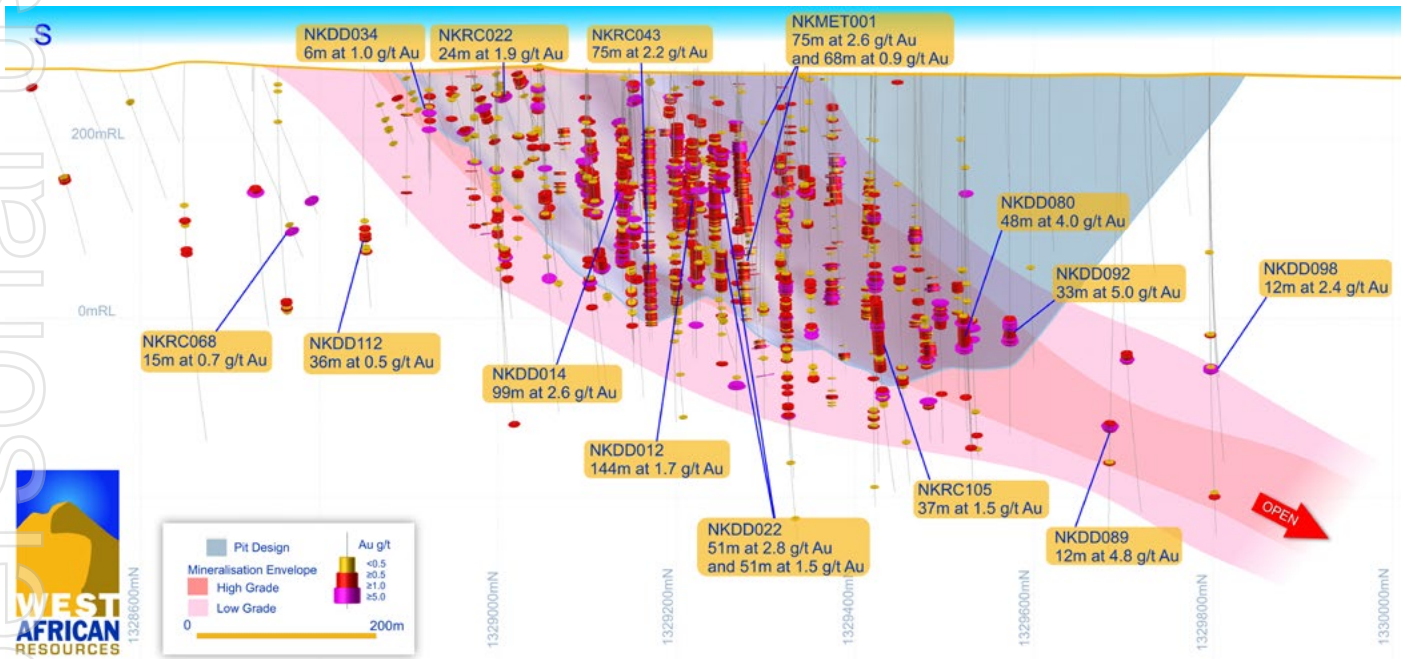 S
NKDD034
6m at 1.0 g/t Au
NKRC022
24m at 1.9 g/t Au
NKRC043
75m at 2.2 g/t Au
NKMET001
75m at 2.6 g/t Au
and 68m at 0.9 g/t Au
200mRL
0mRL
NKDD080
48m at 4.0 g/t Au
NKDD092
33m at 5.0 g/t Au
NKDD098
12m at 2.4 g/t Au
NKRC068
15m at 0.7 g/t Au
NKDD112
36m at 0.5 g/t Au
NKDD014
99m at 2.6 g/t Au
NKDD012
144m at 1.7 g/t Au
NKDD022
51m at 2.8 g/t Au
and 51m at 1.5 g/t Au
NKRC105
37m at 1.5 g/t Au
NKDD089
12m at 4.8 g/t Au
OPEN
WEST
AFRICAN
RESOURCES
Pit Design
Mineralisation Envelope
High Grade
Low Grade
Au g/t
<0.5
≥0.5
≥1.0
≥5.0
0
200m
1328600mN
1329000mN
1329200mN
1329400mN
1329600mN
1329800mN
1330000mN